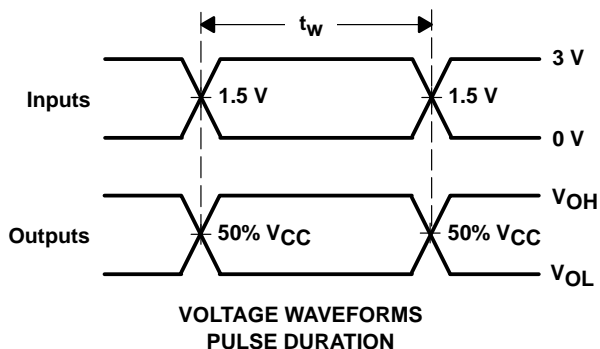 tw
3 V
Inputs
1.5 V
1.5 V
0 V
VOH
Outputs
50% VCC
50% VCC
VOL
VOLTAGE WAVEFORMS
PULSE DURATION